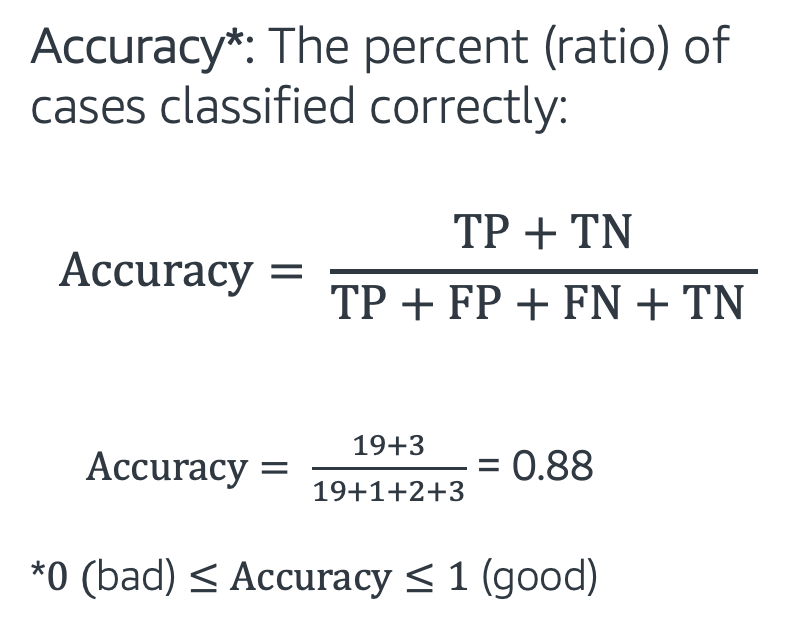 Accuracy*: The percent (ratio) of
cases classified correctly:
Accuracy = TP + TN
TP + FP + FN + TN
Accuracy = 19+3
19+1+2+3
= 0.88
*0 (bad) ≤ Accuracy ≤ 1 (good)